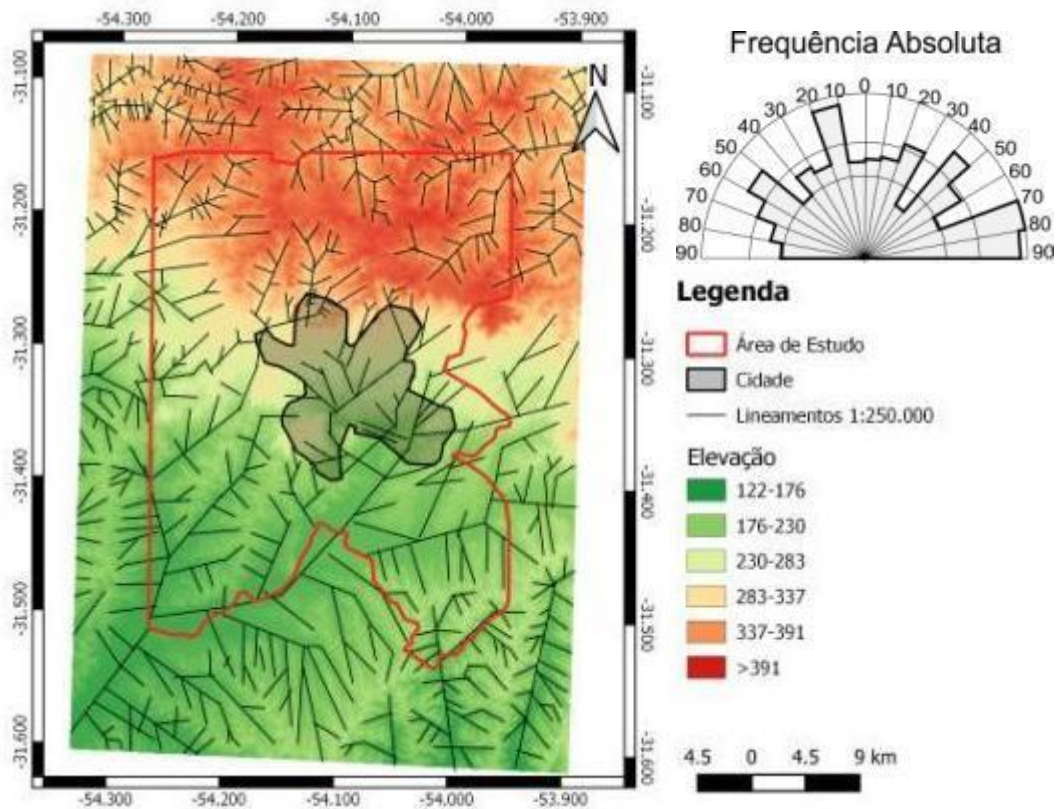 -54.300 -54.200 -54.100 -54.000 -53.900
-31.100
-31.200
-31.300
-31.400
-31.500
-31.600
N
-31.100
-31.200
-31.300
-31.400
-31.500
-31.600
-54.300 -54.200 -54.100 -54.000 -53.900
Frequência Absoluta
90 80 70 60 50 40 30 20 10 0 10 20 30 40 50 60 70 80 90
Legenda
Área de Estudo
Cidade
Lineamentos 1:250.000
Elevação
122-176
176-230
230-283
283-337
337-391
>391
4.5 0 4.5 9 km